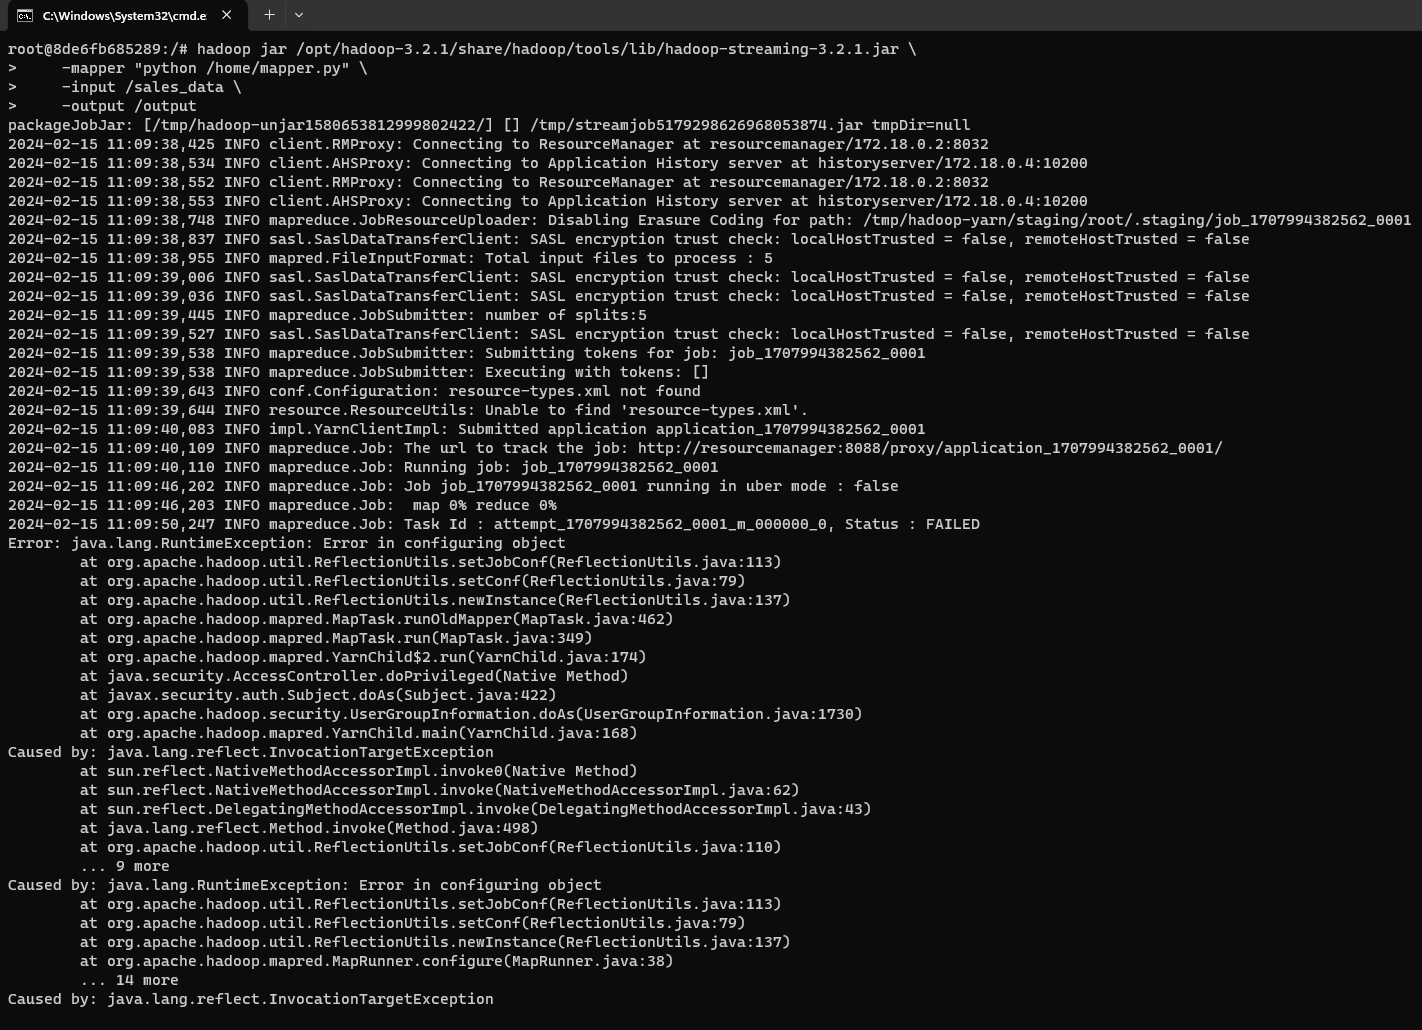 C:\Windows\System32\cmd.e
root@8de6fb685289:/# hadoop jar /opt/hadoop-3.2.1/share/hadoop/tools/lib/hadoop-streaming-3.2.1.jar \
>     -mapper "python /home/mapper.py" \
>     -input /sales_data \
>     -output /output
packageJobJar: [/tmp/hadoop-unjar1580653812999802422/] [] /tmp/streamjob5179298626968053874.jar tmpDir=null
2024-02-15 11:09:38,425 INFO client.RMProxy: Connecting to ResourceManager at resourcemanager/172.18.0.2:8032
2024-02-15 11:09:38,534 INFO client.AHSProxy: Connecting to Application History server at historyserver/172.18.0.4:10200
2024-02-15 11:09:38,552 INFO client.RMProxy: Connecting to ResourceManager at resourcemanager/172.18.0.2:8032
2024-02-15 11:09:38,553 INFO client.AHSProxy: Connecting to Application History server at historyserver/172.18.0.4:10200
2024-02-15 11:09:38,748 INFO mapreduce.JobResourceUploader: Disabling Erasure Coding for path: /tmp/hadoop-yarn/staging/root/.staging/job_1707994382562_0001
2024-02-15 11:09:38,837 INFO sasl.SaslDataTransferClient: SASL encryption trust check: localHostTrusted = false, remoteHostTrusted = false
2024-02-15 11:09:38,955 INFO mapred.FileInputFormat: Total input files to process : 5
2024-02-15 11:09:39,006 INFO sasl.SaslDataTransferClient: SASL encryption trust check: localHostTrusted = false, remoteHostTrusted = false
2024-02-15 11:09:39,036 INFO sasl.SaslDataTransferClient: SASL encryption trust check: localHostTrusted = false, remoteHostTrusted = false
2024-02-15 11:09:39,445 INFO mapreduce.JobSubmitter: number of splits:5
2024-02-15 11:09:39,527 INFO sasl.SaslDataTransferClient: SASL encryption trust check: localHostTrusted = false, remoteHostTrusted = false
2024-02-15 11:09:39,538 INFO mapreduce.JobSubmitter: Submitting tokens for job: job_1707994382562_0001
2024-02-15 11:09:39,538 INFO mapreduce.JobSubmitter: Executing with tokens: []
2024-02-15 11:09:39,643 INFO conf.Configuration: resource-types.xml not found
2024-02-15 11:09:39,644 INFO resource.ResourceUtils: Unable to find 'resource-types.xml'.
2024-02-15 11:09:40,083 INFO impl.YarnClientImpl: Submitted application application_1707994382562_0001
2024-02-15 11:09:40,109 INFO mapreduce.Job: The url to track the job: http://resourcemanager:8088/proxy/application_1707994382562_0001/
2024-02-15 11:09:40,110 INFO mapreduce.Job: Running job: job_1707994382562_0001
2024-02-15 11:09:46,202 INFO mapreduce.Job: Job job_1707994382562_0001 running in uber mode : false
2024-02-15 11:09:46,203 INFO mapreduce.Job:  map 0% reduce 0%
2024-02-15 11:09:50,247 INFO mapreduce.Job: Task Id : attempt_1707994382562_0001_m_000000_0, Status : FAILED
Error: java.lang.RuntimeException: Error in configuring object
        at org.apache.hadoop.util.ReflectionUtils.setJobConf(ReflectionUtils.java:113)
        at org.apache.hadoop.util.ReflectionUtils.setConf(ReflectionUtils.java:79)
        at org.apache.hadoop.util.ReflectionUtils.newInstance(ReflectionUtils.java:137)
        at org.apache.hadoop.mapred.MapTask.runOldMapper(MapTask.java:462)
        at org.apache.hadoop.mapred.MapTask.run(MapTask.java:349)
        at org.apache.hadoop.mapred.YarnChild$2.run(YarnChild.java:174)
        at java.security.AccessController.doPrivileged(Native Method)
        at javax.security.auth.Subject.doAs(Subject.java:422)
        at org.apache.hadoop.security.UserGroupInformation.doAs(UserGroupInformation.java:1730)
        at org.apache.hadoop.mapred.YarnChild.main(YarnChild.java:168)
Caused by: java.lang.reflect.InvocationTargetException
        at sun.reflect.NativeMethodAccessorImpl.invoke0(Native Method)
        at sun.reflect.NativeMethodAccessorImpl.invoke(NativeMethodAccessorImpl.java:62)
        at sun.reflect.DelegatingMethodAccessorImpl.invoke(DelegatingMethodAccessorImpl.java:43)
        at java.lang.reflect.Method.invoke(Method.java:498)
        at org.apache.hadoop.util.ReflectionUtils.setJobConf(ReflectionUtils.java:110)
        ... 9 more
Caused by: java.lang.RuntimeException: Error in configuring object
        at org.apache.hadoop.util.ReflectionUtils.setJobConf(ReflectionUtils.java:113)
        at org.apache.hadoop.util.ReflectionUtils.setConf(ReflectionUtils.java:79)
        at org.apache.hadoop.util.ReflectionUtils.newInstance(ReflectionUtils.java:137)
        at org.apache.hadoop.mapred.MapRunner.configure(MapRunner.java:38)
        ... 14 more
Caused by: java.lang.reflect.InvocationTargetException